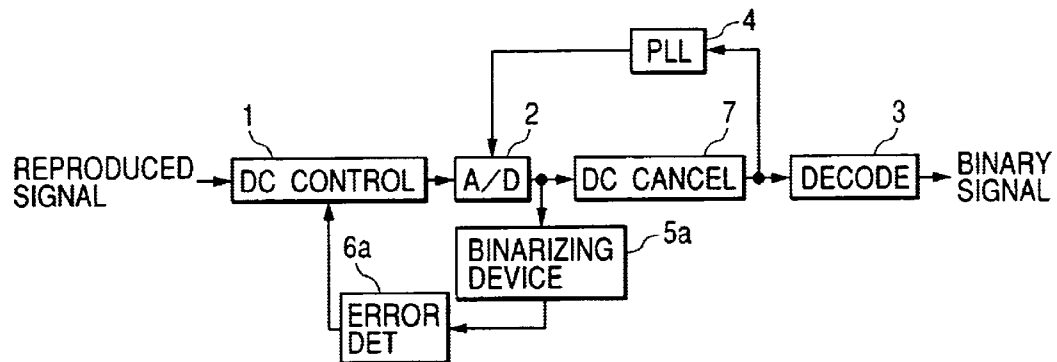 4
PLL
1
2
7
3
REPRODUCED
SIGNAL
DC CONTROL
A/D
DC CANCEL
DECODE
BINARY
SIGNAL
6a
BINARIZING
DEVICE
5a
ERROR
DET